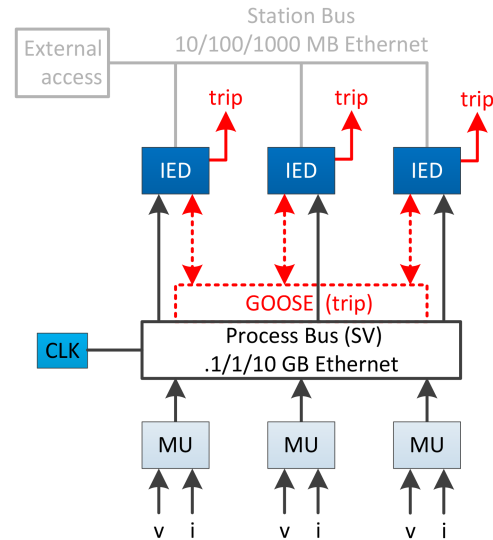 Station Bus
10/100/1000 MB Ethernet
External
access
trip
trip
trip
IED
IED
IED
GOOSE (trip)
CLK
Process Bus (SV)
.1/1/10 GB Ethernet
MU
MU
MU
v
i
v
i
v
i